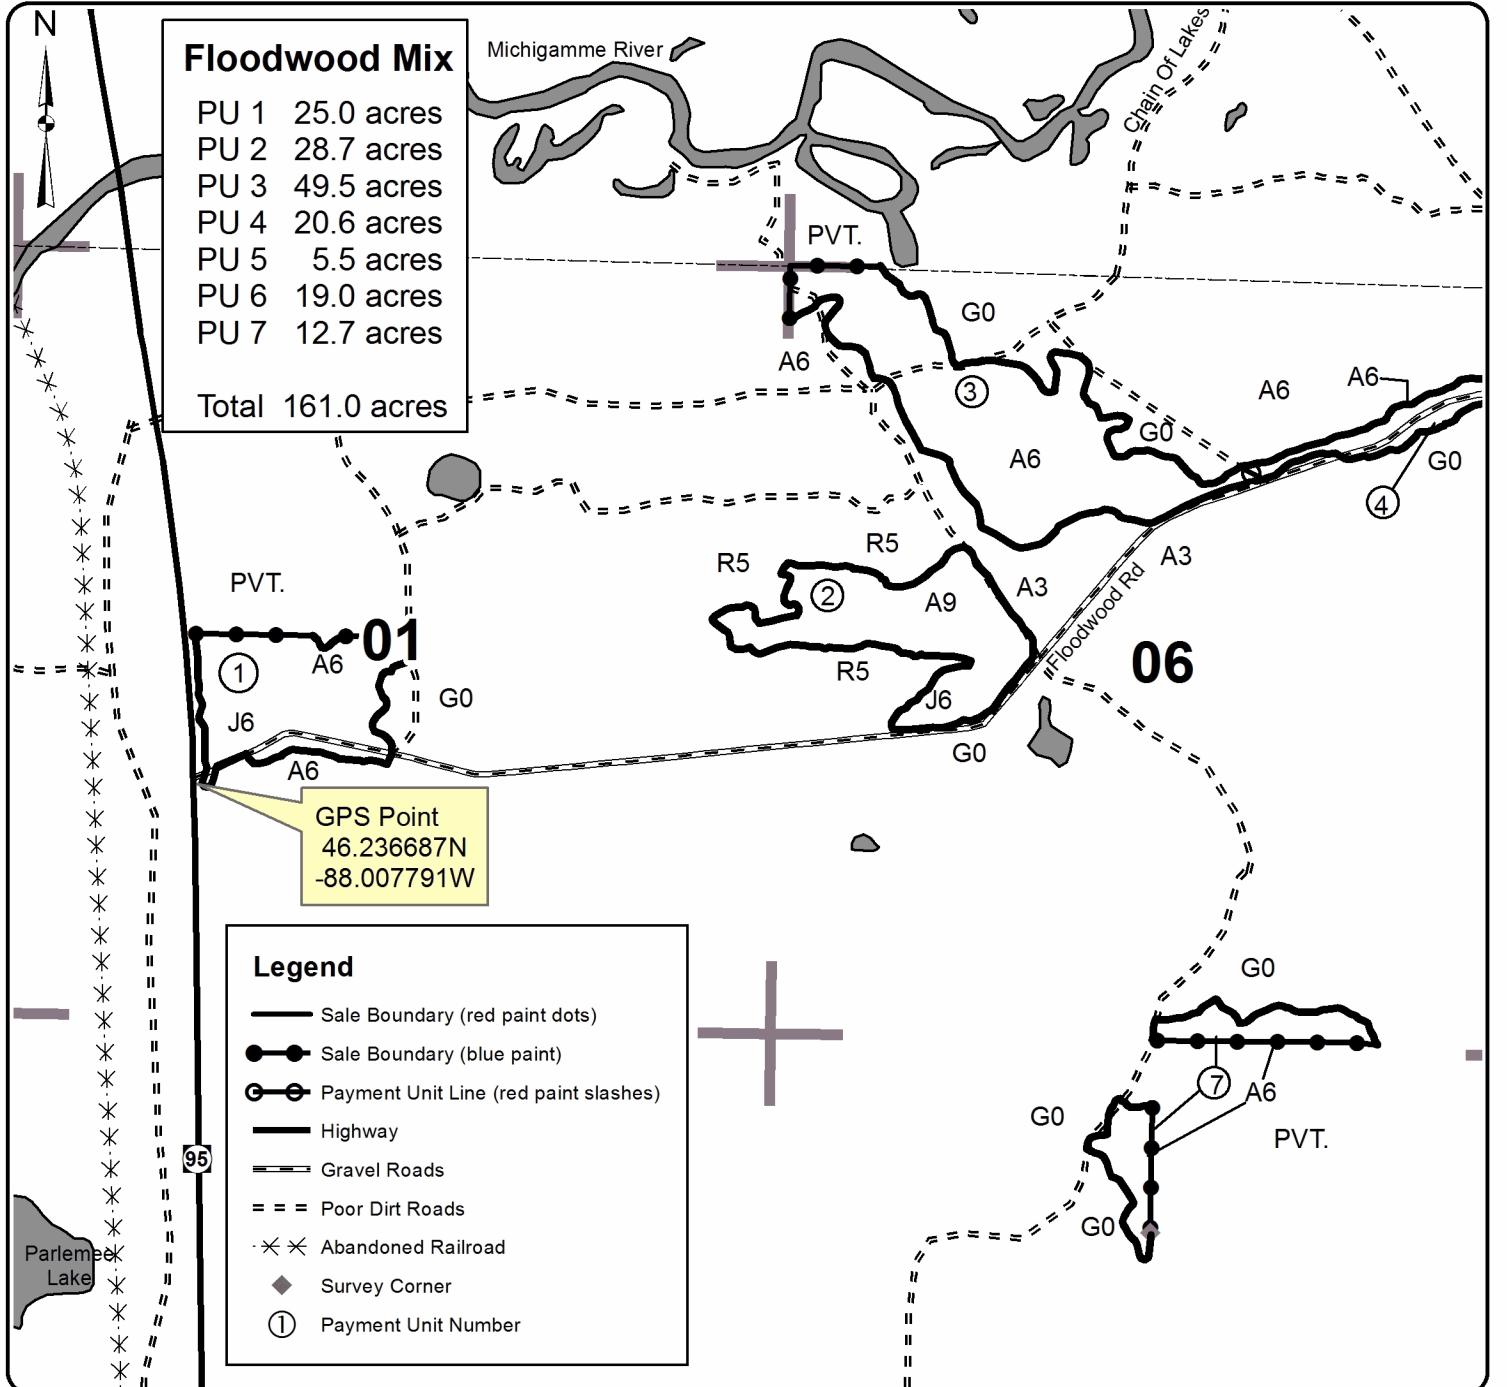 N
Floodwood Mix
PU 1 25.0 acres
PU 2 28.7 acres
PU 3 49.5 acres
PU 4 20.6 acres
PU 5 5.5 acres
PU 6 19.0 acres
PU 7 12.7 acres
Total 161.0 acres
Michigamme River
Chain Of Lakes
PVT.
G0
A6
3
A6
A6
G0
A6
G0
4
R5
R5
2
A9
A3
A3
Floodwood Rd
PVT.
01
1
A6
J6
G0
A6
R5
J6
G0
06
GPS Point
46.236687N
-88.007791W
Legend
Sale Boundary (red paint dots)
Sale Boundary (blue paint)
Payment Unit Line (red paint slashes)
Highway
Gravel Roads
Poor Dirt Roads
Abandoned Railroad
Survey Corner
1 Payment Unit Number
95
Parlemee
Lake
G0
7
A6
G0
PVT.
G0